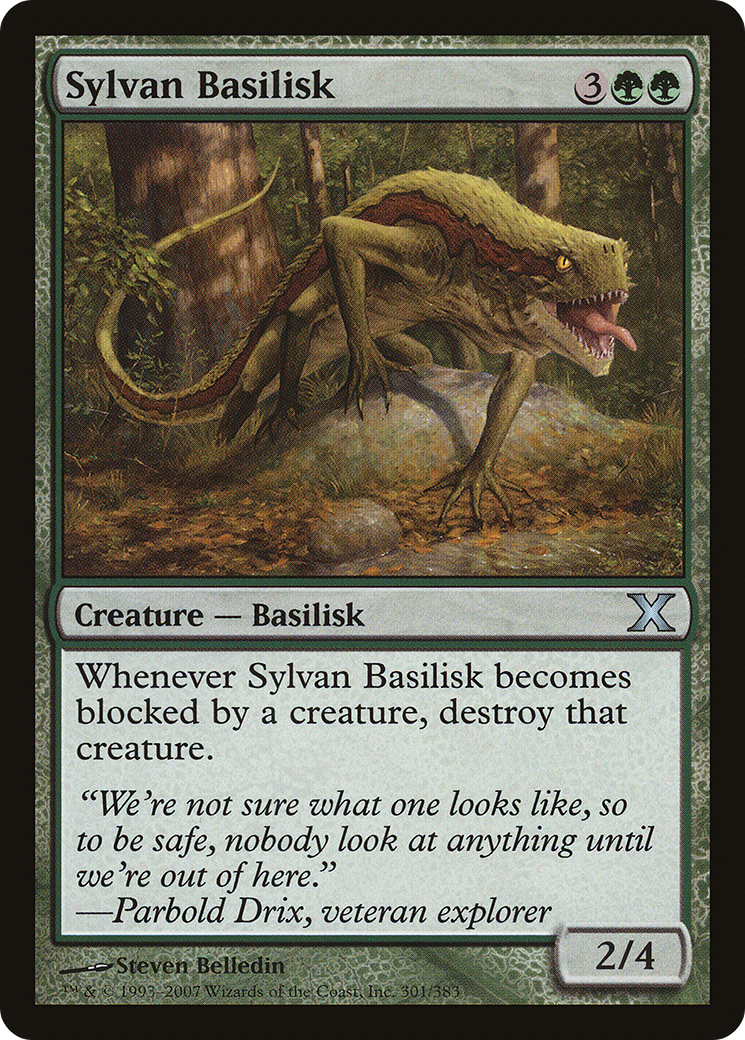 Sylvan Basilisk 3
Creature — Basilisk X
Whenever Sylvan Basilisk becomes
blocked by a creature, destroy that
creature.
“We’re not sure what one looks like, so
to be safe, nobody look at anything until
we’re out of here.”
—Parbold Drix, veteran explorer
2/4
Steven Belledin
™ & © 1993–2007 Wizards of the Coast, Inc. 301/383